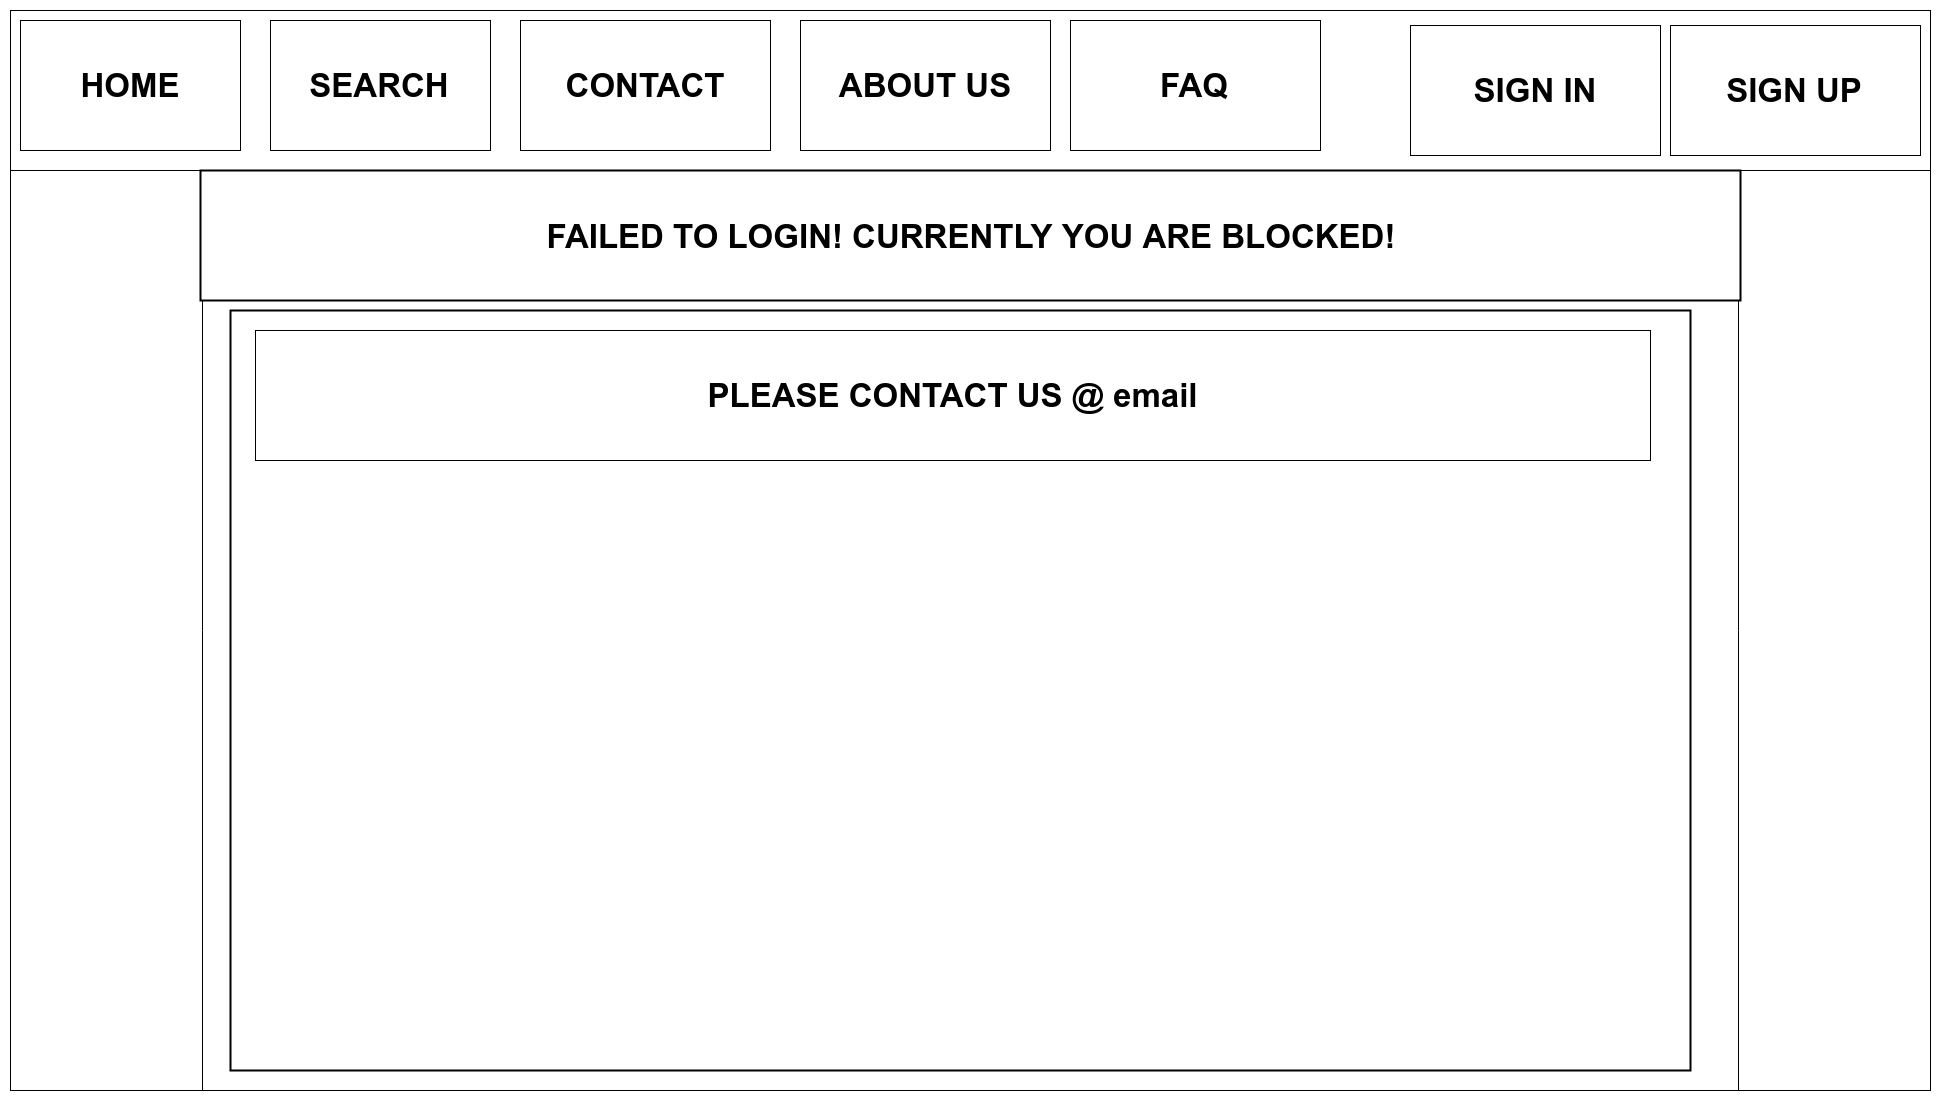 HOME
SEARCH
CONTACT
ABOUT US
FAQ
SIGN IN
SIGN UP
FAILED TO LOGIN! CURRENTLY YOU ARE BLOCKED!
PLEASE CONTACT US @ email